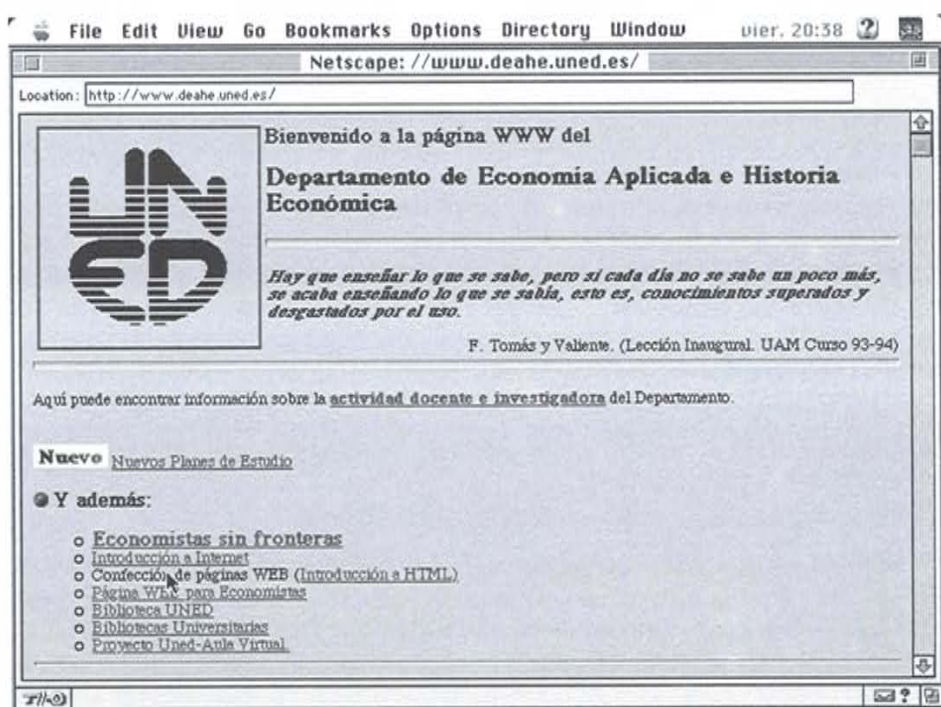 File Edit View Go Bookmarks Options Directory Window vier. 20:38
Netscape: //www.deahe.uned.es/
Location: http://www.deahe.uned.es/
UNED
Bienvenido a la página WWW del
Departamento de Economia Aplicada e Historia
Económica
Hay que enseñar lo que se sabe, pero si cada día no se sabe un poco más,
se acaba enseñando lo que se sabía, esto es, conocimientos superados y
desgastados por el uso.
F. Tomás y Valiente. (Lección Inaugural. UAM Curso 93-94)
Aquí puede encontrar información sobre la actividad docente e investigadora del Departamento.
Nuevo Nuevos Planes de Estudio
Y además:
Economistas sin fronteras
Introducción a Internet
Confección de páginas WEB (Introducción a HTML)
Página WEB para Economistas
Biblioteca UNED
Bibliotecas Universitarias
Proyecto Uned-Aula Virtual.